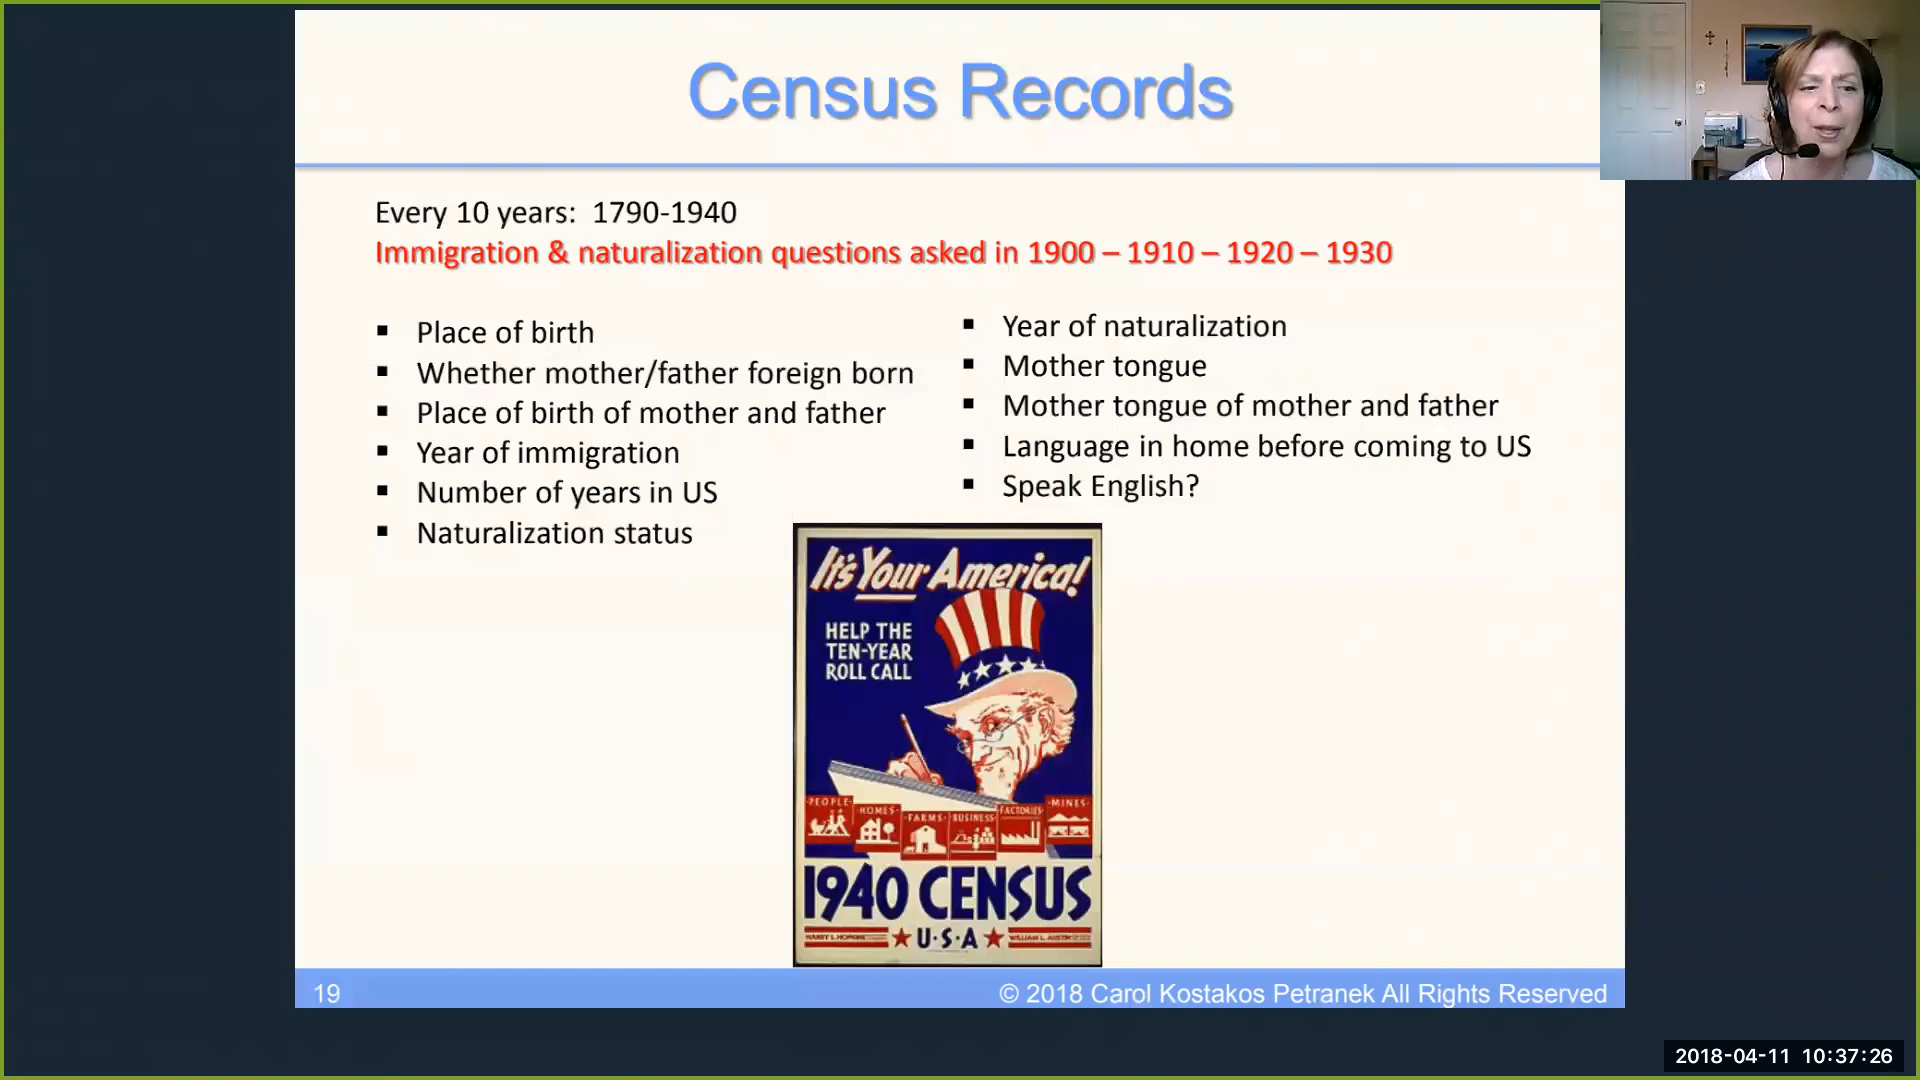 Census Records
Every 10 years: 1790-1940
Immigration & naturalization questions asked in 1900 – 1910 – 1920 – 1930
▪ Place of birth
▪ Whether mother/father foreign born
▪ Place of birth of mother and father
▪ Year of immigration
▪ Number of years in US
▪ Naturalization status
▪ Year of naturalization
▪ Mother tongue
▪ Mother tongue of mother and father
▪ Language in home before coming to US
▪ Speak English?
It's Your America!
HELP THE
TEN-YEAR
ROLL CALL
·PEOPLE· ·HOMES· ·FARMS· BUSINESS FACTORIES ·MINES·
1940 CENSUS
HARRY L. HOPKINS ★ U·S·A ★ WILLIAM L. AUSTIN
19
© 2018 Carol Kostakos Petranek All Rights Reserved
2018-04-11 10:37:26